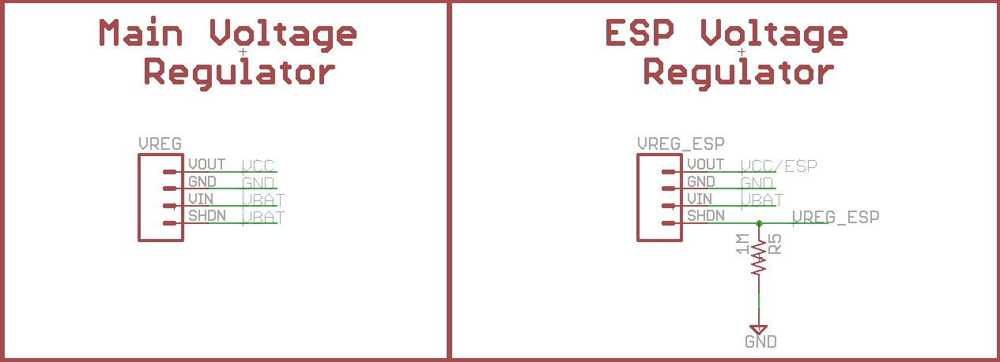 Main Voltage
Regulator
VREG
VOUT VCC
GND GND
VIN VBAT
SHDN VBAT
ESP Voltage
Regulator
VREG_ESP
VOUT VCC/ESP
GND GND
VIN VBAT
SHDN VREG_ESP
1M R5
GND